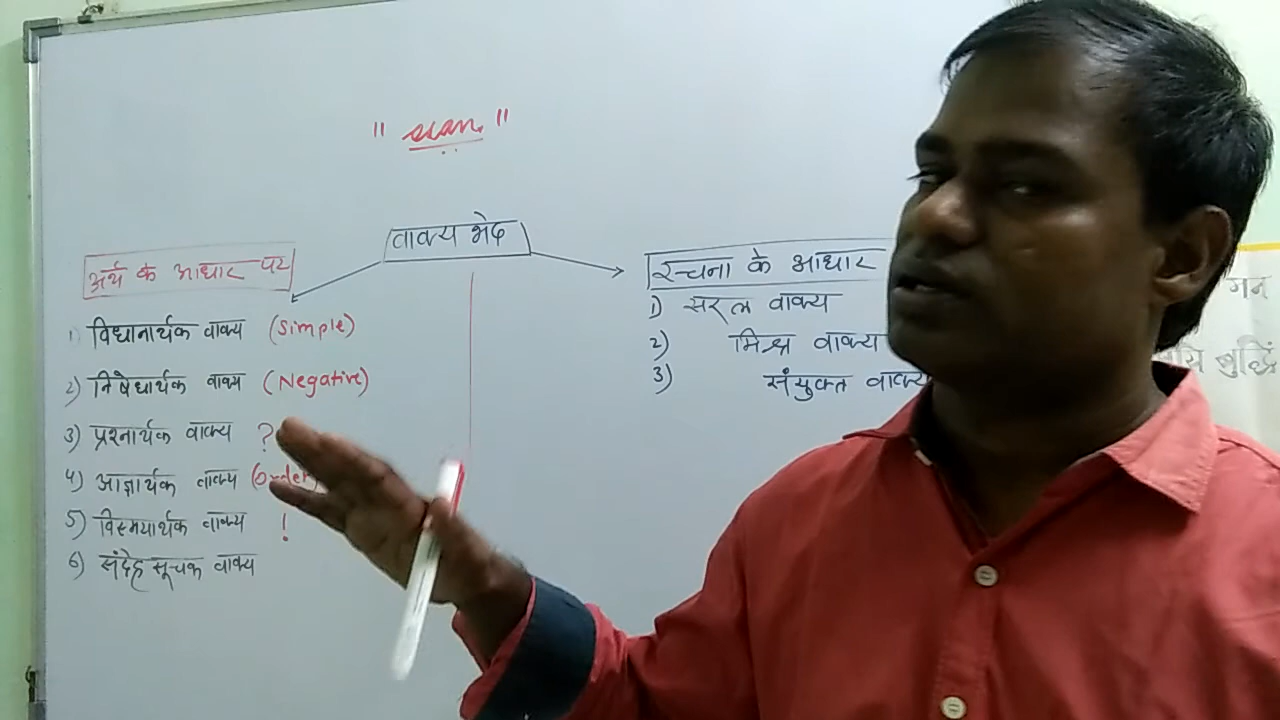 " scan "
वाक्य भेद
अर्थ के आधार पर
1) विधानार्थक वाक्य (Simple)
2) निषेधार्थक वाक्य (Negative)
3) प्रश्नार्थक वाक्य ?
4) आज्ञार्थक वाक्य (Order)
5) विस्मयार्थक वाक्य !
6) संदेह सूचक वाक्य
रचना के आधार
1) सरल वाक्य
2) मिश्र वाक्य
3) संयुक्त वाक्य
गन
बुद्धिं